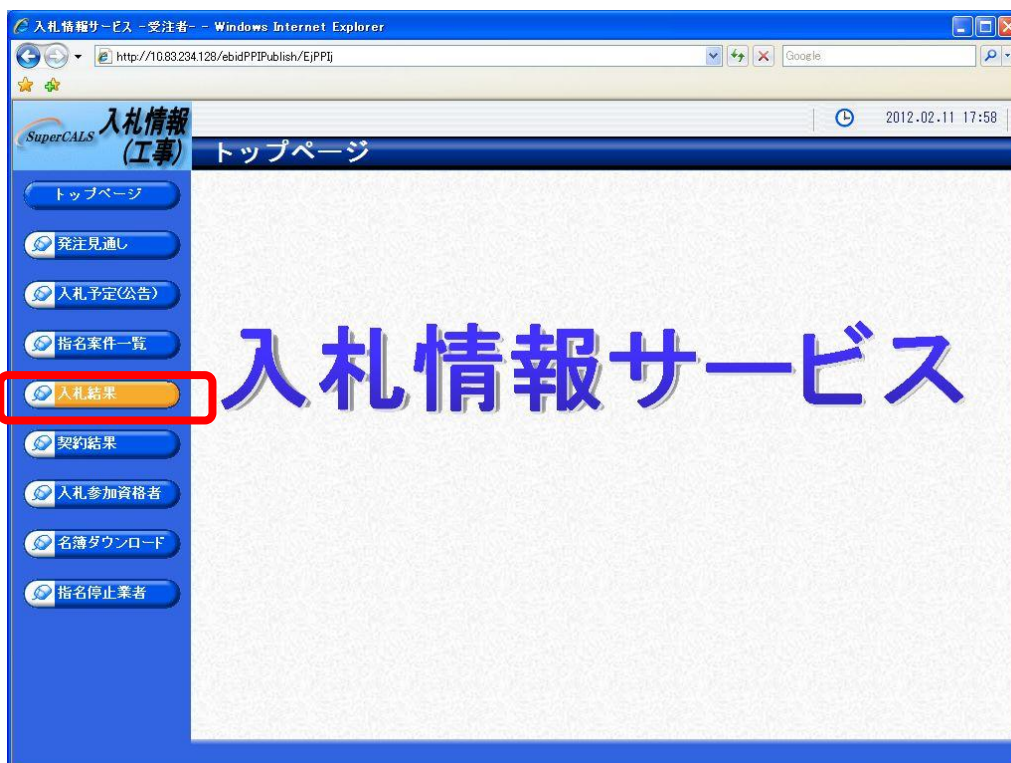 入札情報サービス -受注者- - Windows Internet Explorer
http://10.83.234.128/ebidPPIPublish/EjPPIj
Google
SuperCALS 入札情報
(工事)
2012.02.11 17:58
トップページ
トップページ
発注見通し
入札予定(公告)
指名案件一覧
入札結果
契約結果
入札参加資格者
名簿ダウンロード
指名停止業者
入札情報サービス